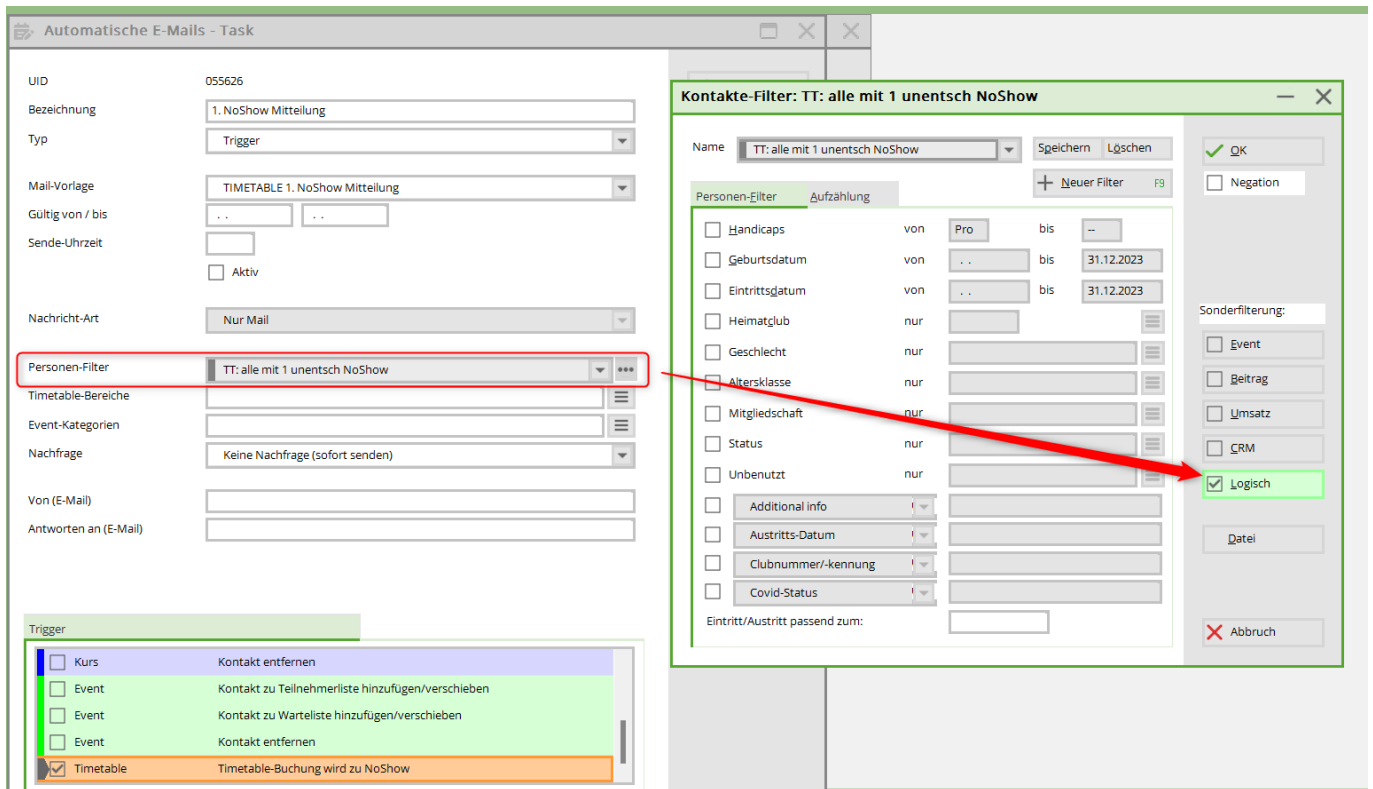 Automatische E-Mails - Task
UID 055626
Bezeichnung 1. NoShow Mitteilung
Typ Trigger
Mail-Vorlage TIMETABLE 1. NoShow Mitteilung
Gültig von / bis . . . .
Sende-Uhrzeit
Aktiv
Nachricht-Art Nur Mail
Personen-Filter TT: alle mit 1 unentsch NoShow
Timetable-Bereiche
Event-Kategorien
Nachfrage Keine Nachfrage (sofort senden)
Von (E-Mail)
Antworten an (E-Mail)
Trigger
Kurs Kontakt entfernen
Event Kontakt zu Teilnehmerliste hinzufügen/verschieben
Event Kontakt zu Warteliste hinzufügen/verschieben
Event Kontakt entfernen
Timetable Timetable-Buchung wird zu NoShow
Kontakte-Filter: TT: alle mit 1 unentsch NoShow
Name TT: alle mit 1 unentsch NoShow Speichern Löschen
Neuer Filter F9
Personen-Filter Aufzählung
Handicaps von Pro bis --
Geburtsdatum von . . bis 31.12.2023
Eintrittsdatum von . . bis 31.12.2023
Heimatclub nur
Geschlecht nur
Altersklasse nur
Mitgliedschaft nur
Status nur
Unbenutzt nur
Additional info
Austritts-Datum
Clubnummer/-kennung
Covid-Status
Eintritt/Austritt passend zum:
OK
Negation
Sonderfilterung:
Event
Beitrag
Umsatz
CRM
Logisch
Datei
Abbruch